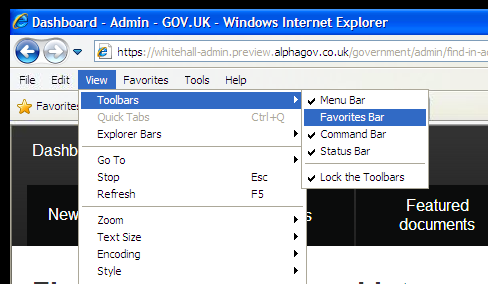 Dashboard - Admin - GOV.UK - Windows Internet Explorer
https://whitehall-admin.preview.alphagov.co.uk/government/admin/find-in-a
File Edit View Favorites Tools Help
Favorites
Toolbars
Menu Bar
Quick Tabs Ctrl+Q
Favorites Bar
Explorer Bars
Command Bar
Status Bar
Go To
Stop Esc
Lock the Toolbars
Refresh F5
Zoom
Text Size
Encoding
Style
Dashb
New
s
Featured
documents